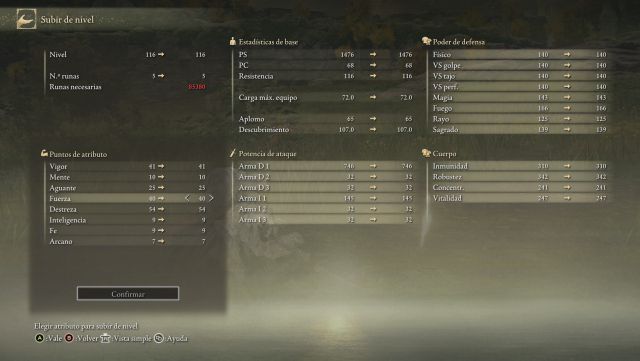 Subir de nivel
Nivel 116 → 116
N.º runas 5 → 5
Runas necesarias 85380
Estadísticas de base
PS 1476 → 1476
PC 68 → 68
Resistencia 116 → 116
Carga máx. equipo 72.0 → 72.0
Aplomo 65 → 65
Descubrimiento 107.0 → 107.0
Poder de defensa
Físico 140 → 140
VS golpe 140 → 140
VS tajo 140 → 140
VS perf. 140 → 140
Magia 143 → 143
Fuego 166 → 166
Rayo 125 → 125
Sagrado 139 → 139
Puntos de atributo
Vigor 41 → 41
Mente 10 → 10
Aguante 25 → 25
Fuerza 40 → < 40 >
Destreza 54 → 54
Inteligencia 9 → 9
Fe 9 → 9
Arcano 7 → 7
Confirmar
Potencia de ataque
Arma D 1 746 → 746
Arma D 2 32 → 32
Arma D 3 32 → 32
Arma I 1 145 → 145
Arma I 2 32 → 32
Arma I 3 32 → 32
Cuerpo
Inmunidad 310 → 310
Robustez 342 → 342
Concentr. 241 → 241
Vitalidad 247 → 247
Elegir atributo para subir de nivel
A :Vale B :Volver :Vista simple :Ayuda